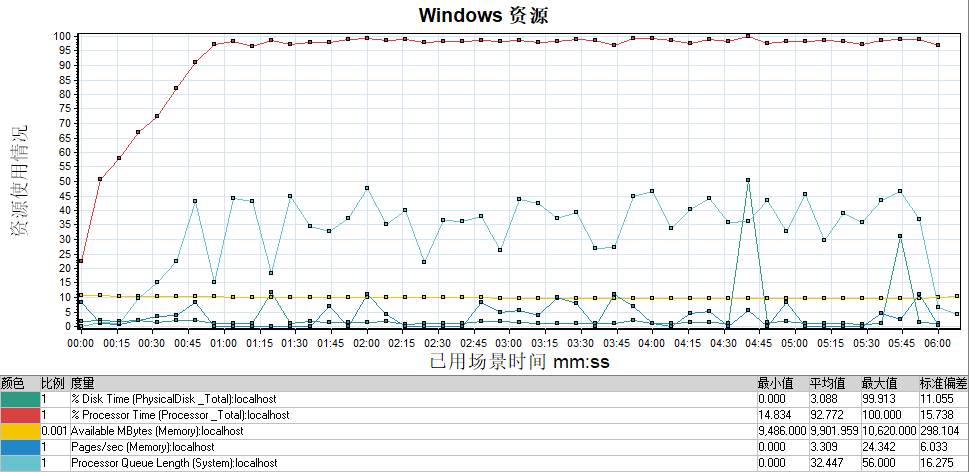 Windows 资源
资源使用情况
100
95
90
85
80
75
70
65
60
55
50
45
40
35
30
25
20
15
10
5
0
00:00 00:15 00:30 00:45 01:00 01:15 01:30 01:45 02:00 02:15 02:30 02:45 03:00 03:15 03:30 03:45 04:00 04:15 04:30 04:45 05:00 05:15 05:30 05:45 06:00
已用场景时间 mm:ss
颜色 比例 度量 最小值 平均值 最大值 标准偏差
1 % Disk Time (PhysicalDisk _Total):localhost 0.000 3.088 99.913 11.055
1 % Processor Time (Processor _Total):localhost 14.834 92.772 100.000 15.738
0.001 Available MBytes (Memory):localhost 9,486.000 9,901.959 10,620.000 298.104
1 Pages/sec (Memory):localhost 0.000 3.309 24.342 6.033
1 Processor Queue Length (System):localhost 0.000 32.447 56.000 16.275